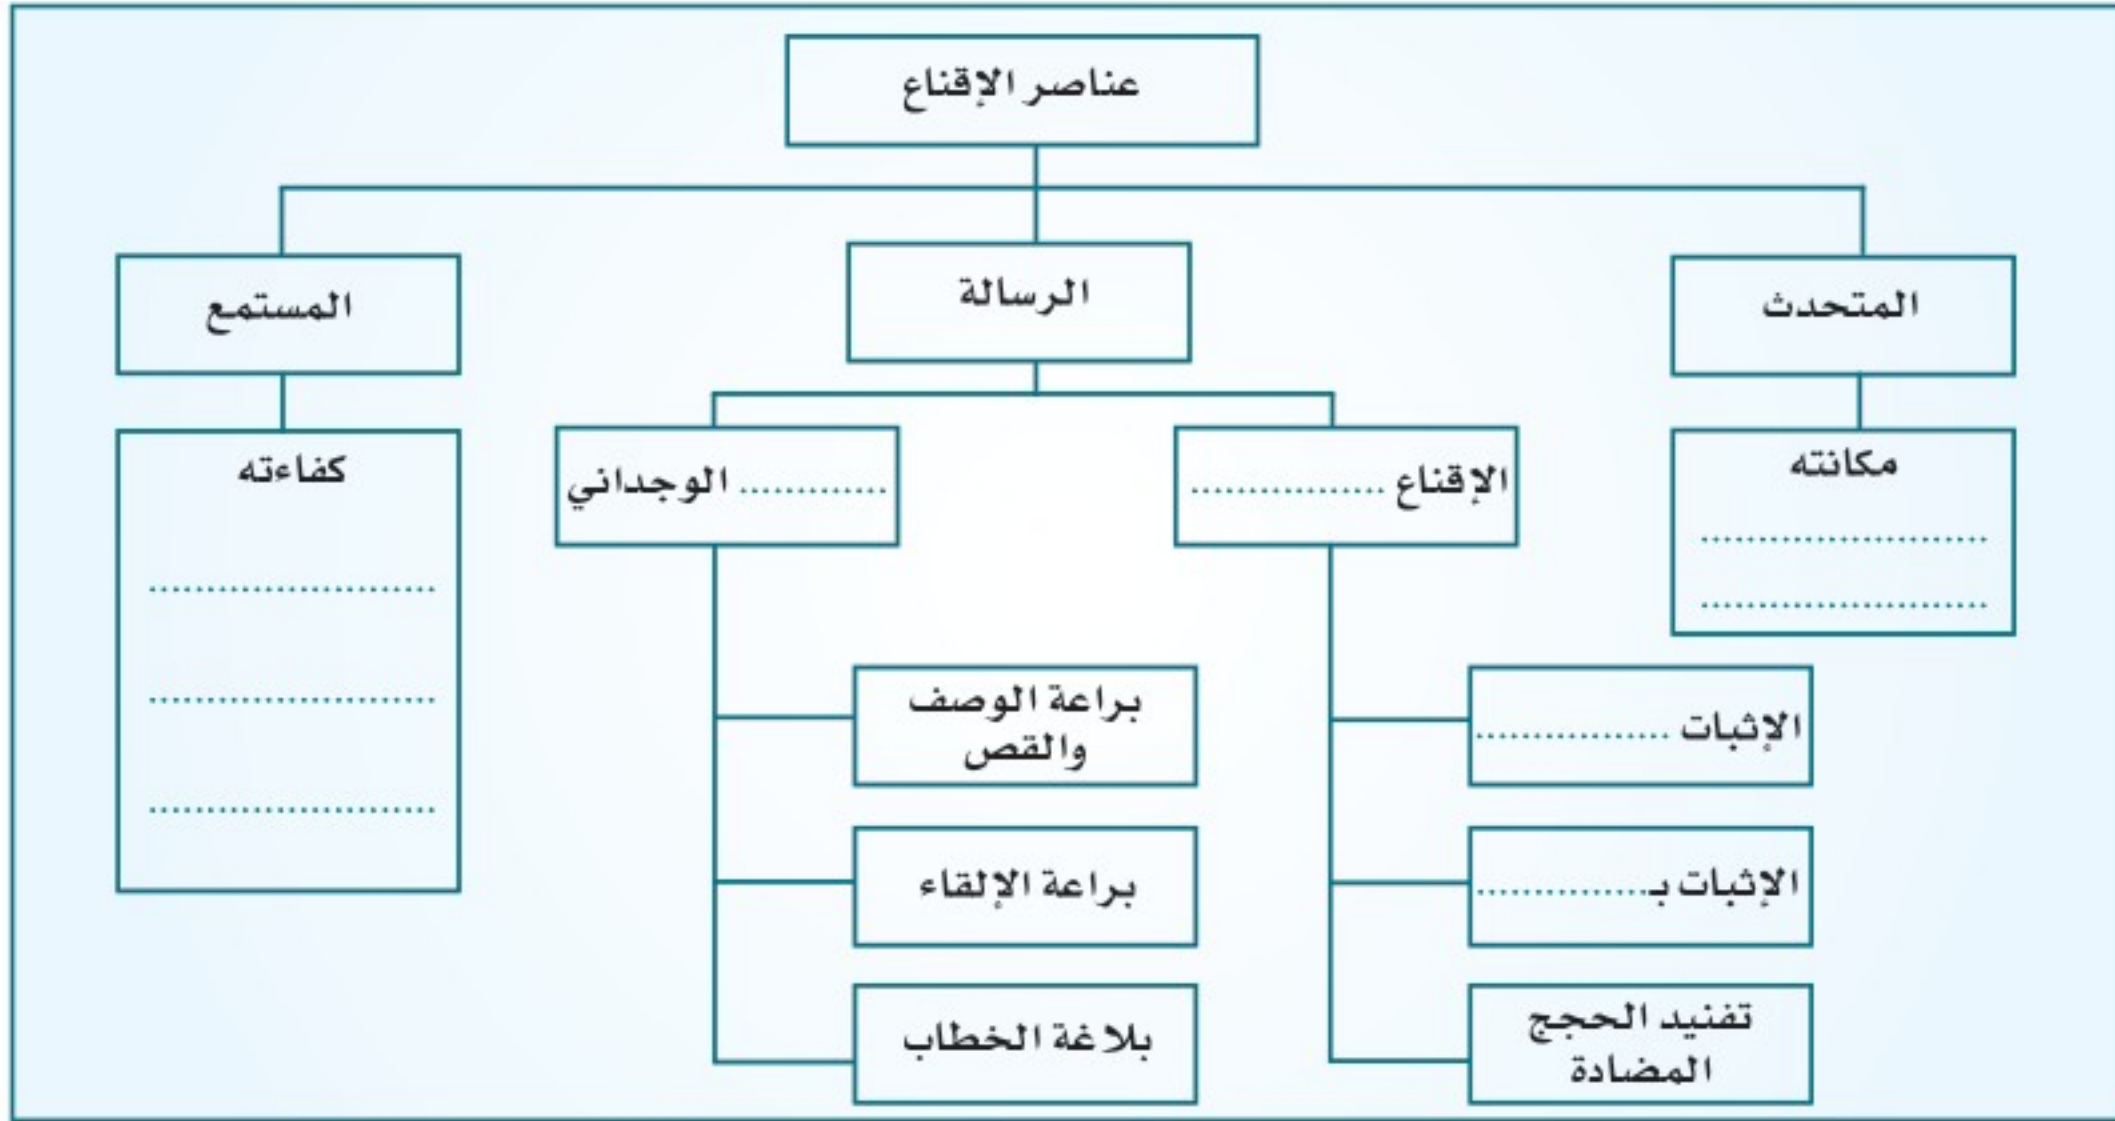 عناصر الإقناع
المتحدث
الرسالة
المستمع
مكانته
........................
........................
الإقناع ................
............ الوجداني
كفاءته
........................
........................
........................
الإثبات ................
الإثبات بـ..............
تفنيد الحجج
المضادة
براعة الوصف
والقص
براعة الإلقاء
بلاغة الخطاب